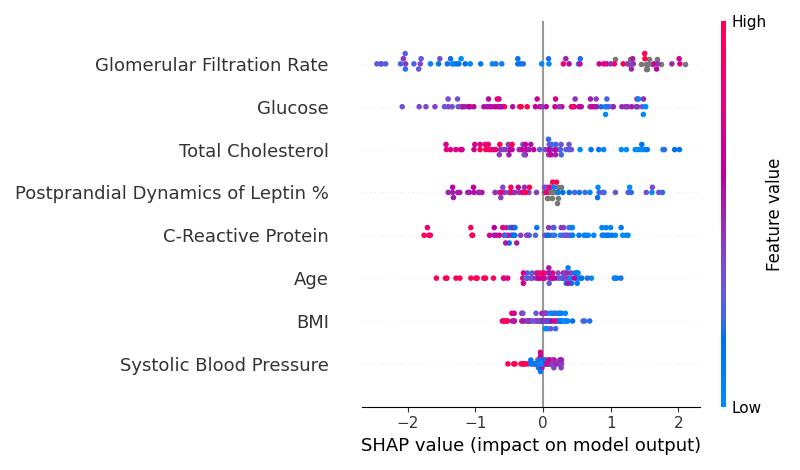 High
Glomerular Filtration Rate
Glucose
Total Cholesterol
Postprandial Dynamics of Leptin %
C-Reactive Protein
Age
BMI
Systolic Blood Pressure
Feature value
Low
−2 −1 0 1 2
SHAP value (impact on model output)